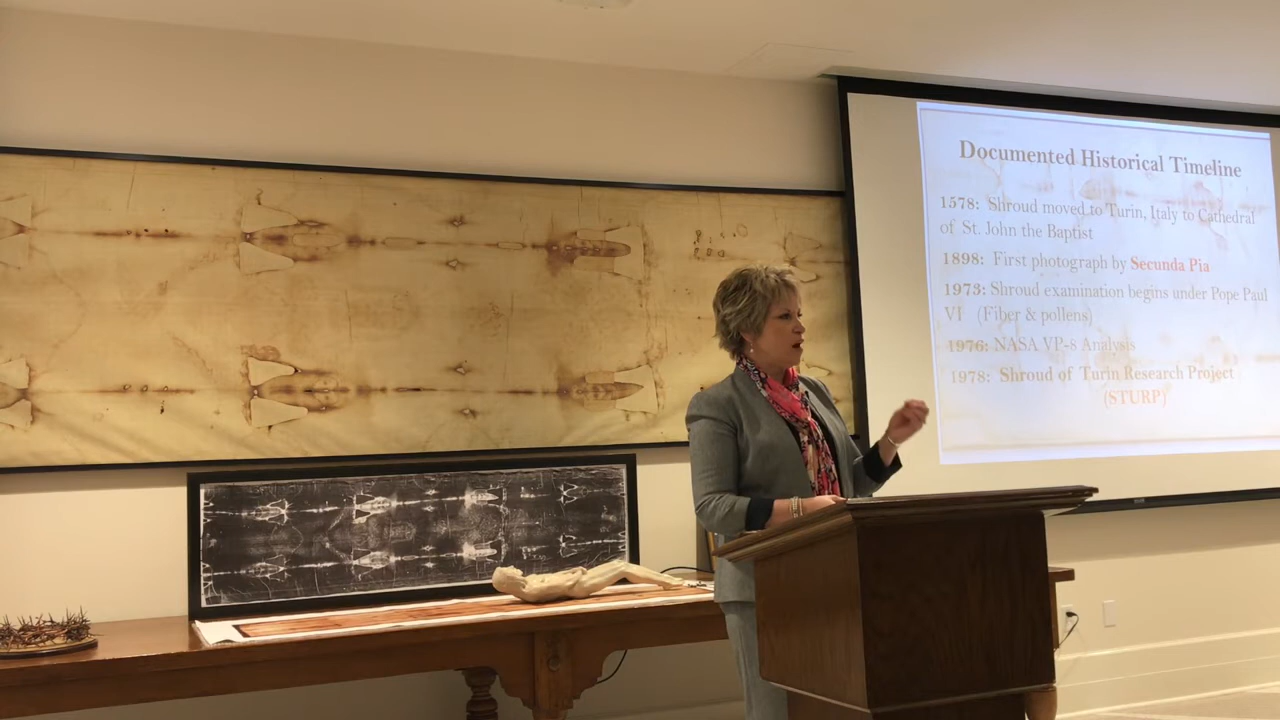 Documented Historical Timeline
1578: Shroud moved to Turin, Italy to Cathedral
of St. John the Baptist
1898: First photograph by Secunda Pia
1973: Shroud examination begins under Pope Paul
VI (Fiber & pollens)
1976: NASA VP-8 Analysis
1978: Shroud of Turin Research Project
(STURP)